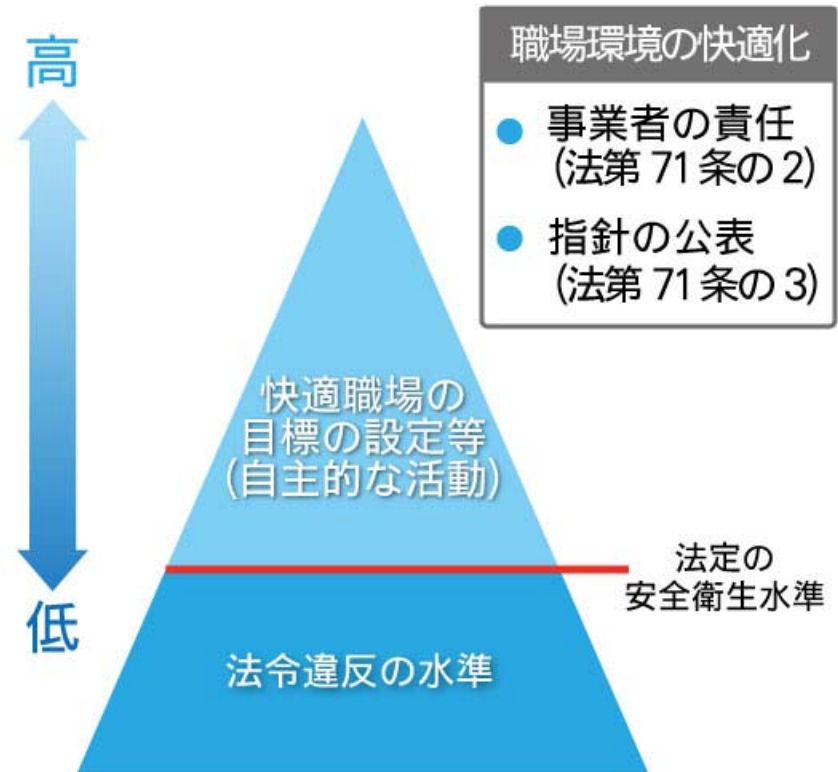 高
低
快適職場の
目標の設定等
(自主的な活動)
法令違反の水準
法定の
安全衛生水準
職場環境の快適化
● 事業者の責任
(法第 71 条の 2)
● 指針の公表
(法第 71 条の 3)